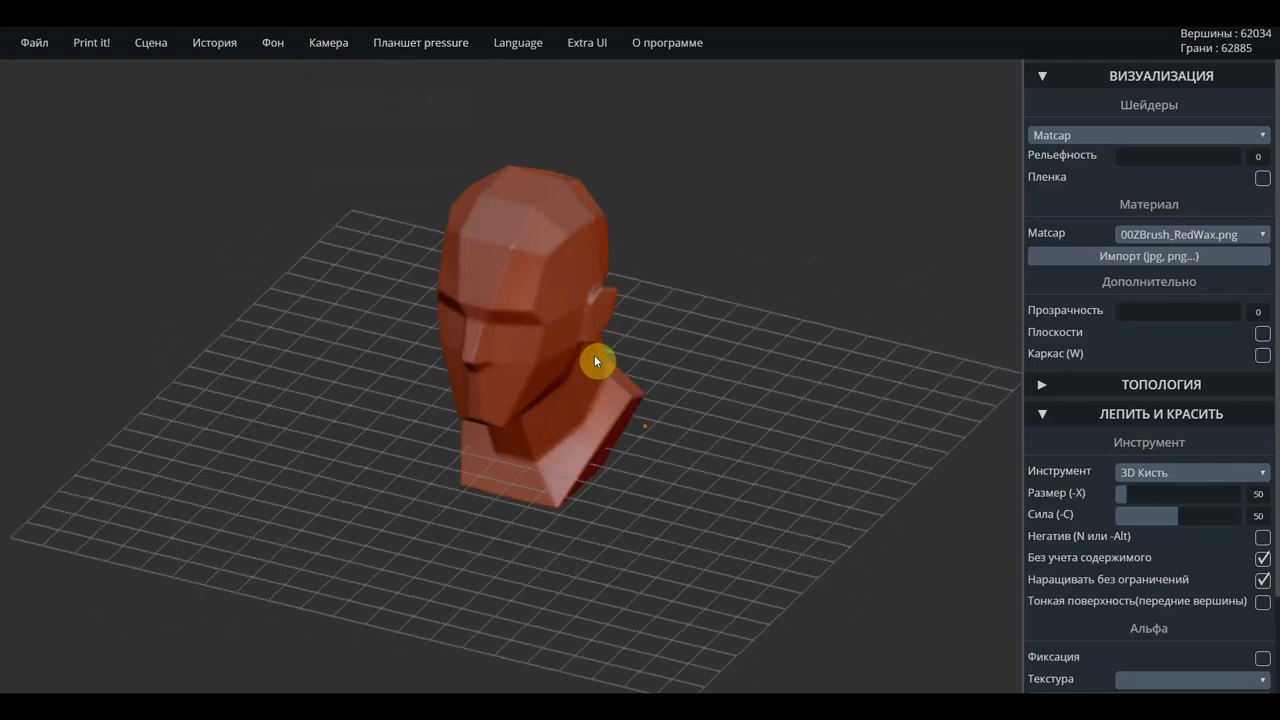 Файл Print it! Сцена История Фон Камера Планшет pressure Language Extra UI О программе
Вершины : 62034
Грани : 62885
ВИЗУАЛИЗАЦИЯ
Шейдеры
Matcap
Рельефность 0
Пленка
Материал
Matcap 00ZBrush_RedWax.png
Импорт (jpg, png...)
Дополнительно
Прозрачность 0
Плоскости
Каркас (W)
ТОПОЛОГИЯ
ЛЕПИТЬ И КРАСИТЬ
Инструмент
Инструмент 3D Кисть
Размер (-X) 50
Сила (-C) 50
Негатив (N или -Alt)
Без учета содержимого
Наращивать без ограничений
Тонкая поверхность(передние вершины)
Альфа
Фиксация
Текстура